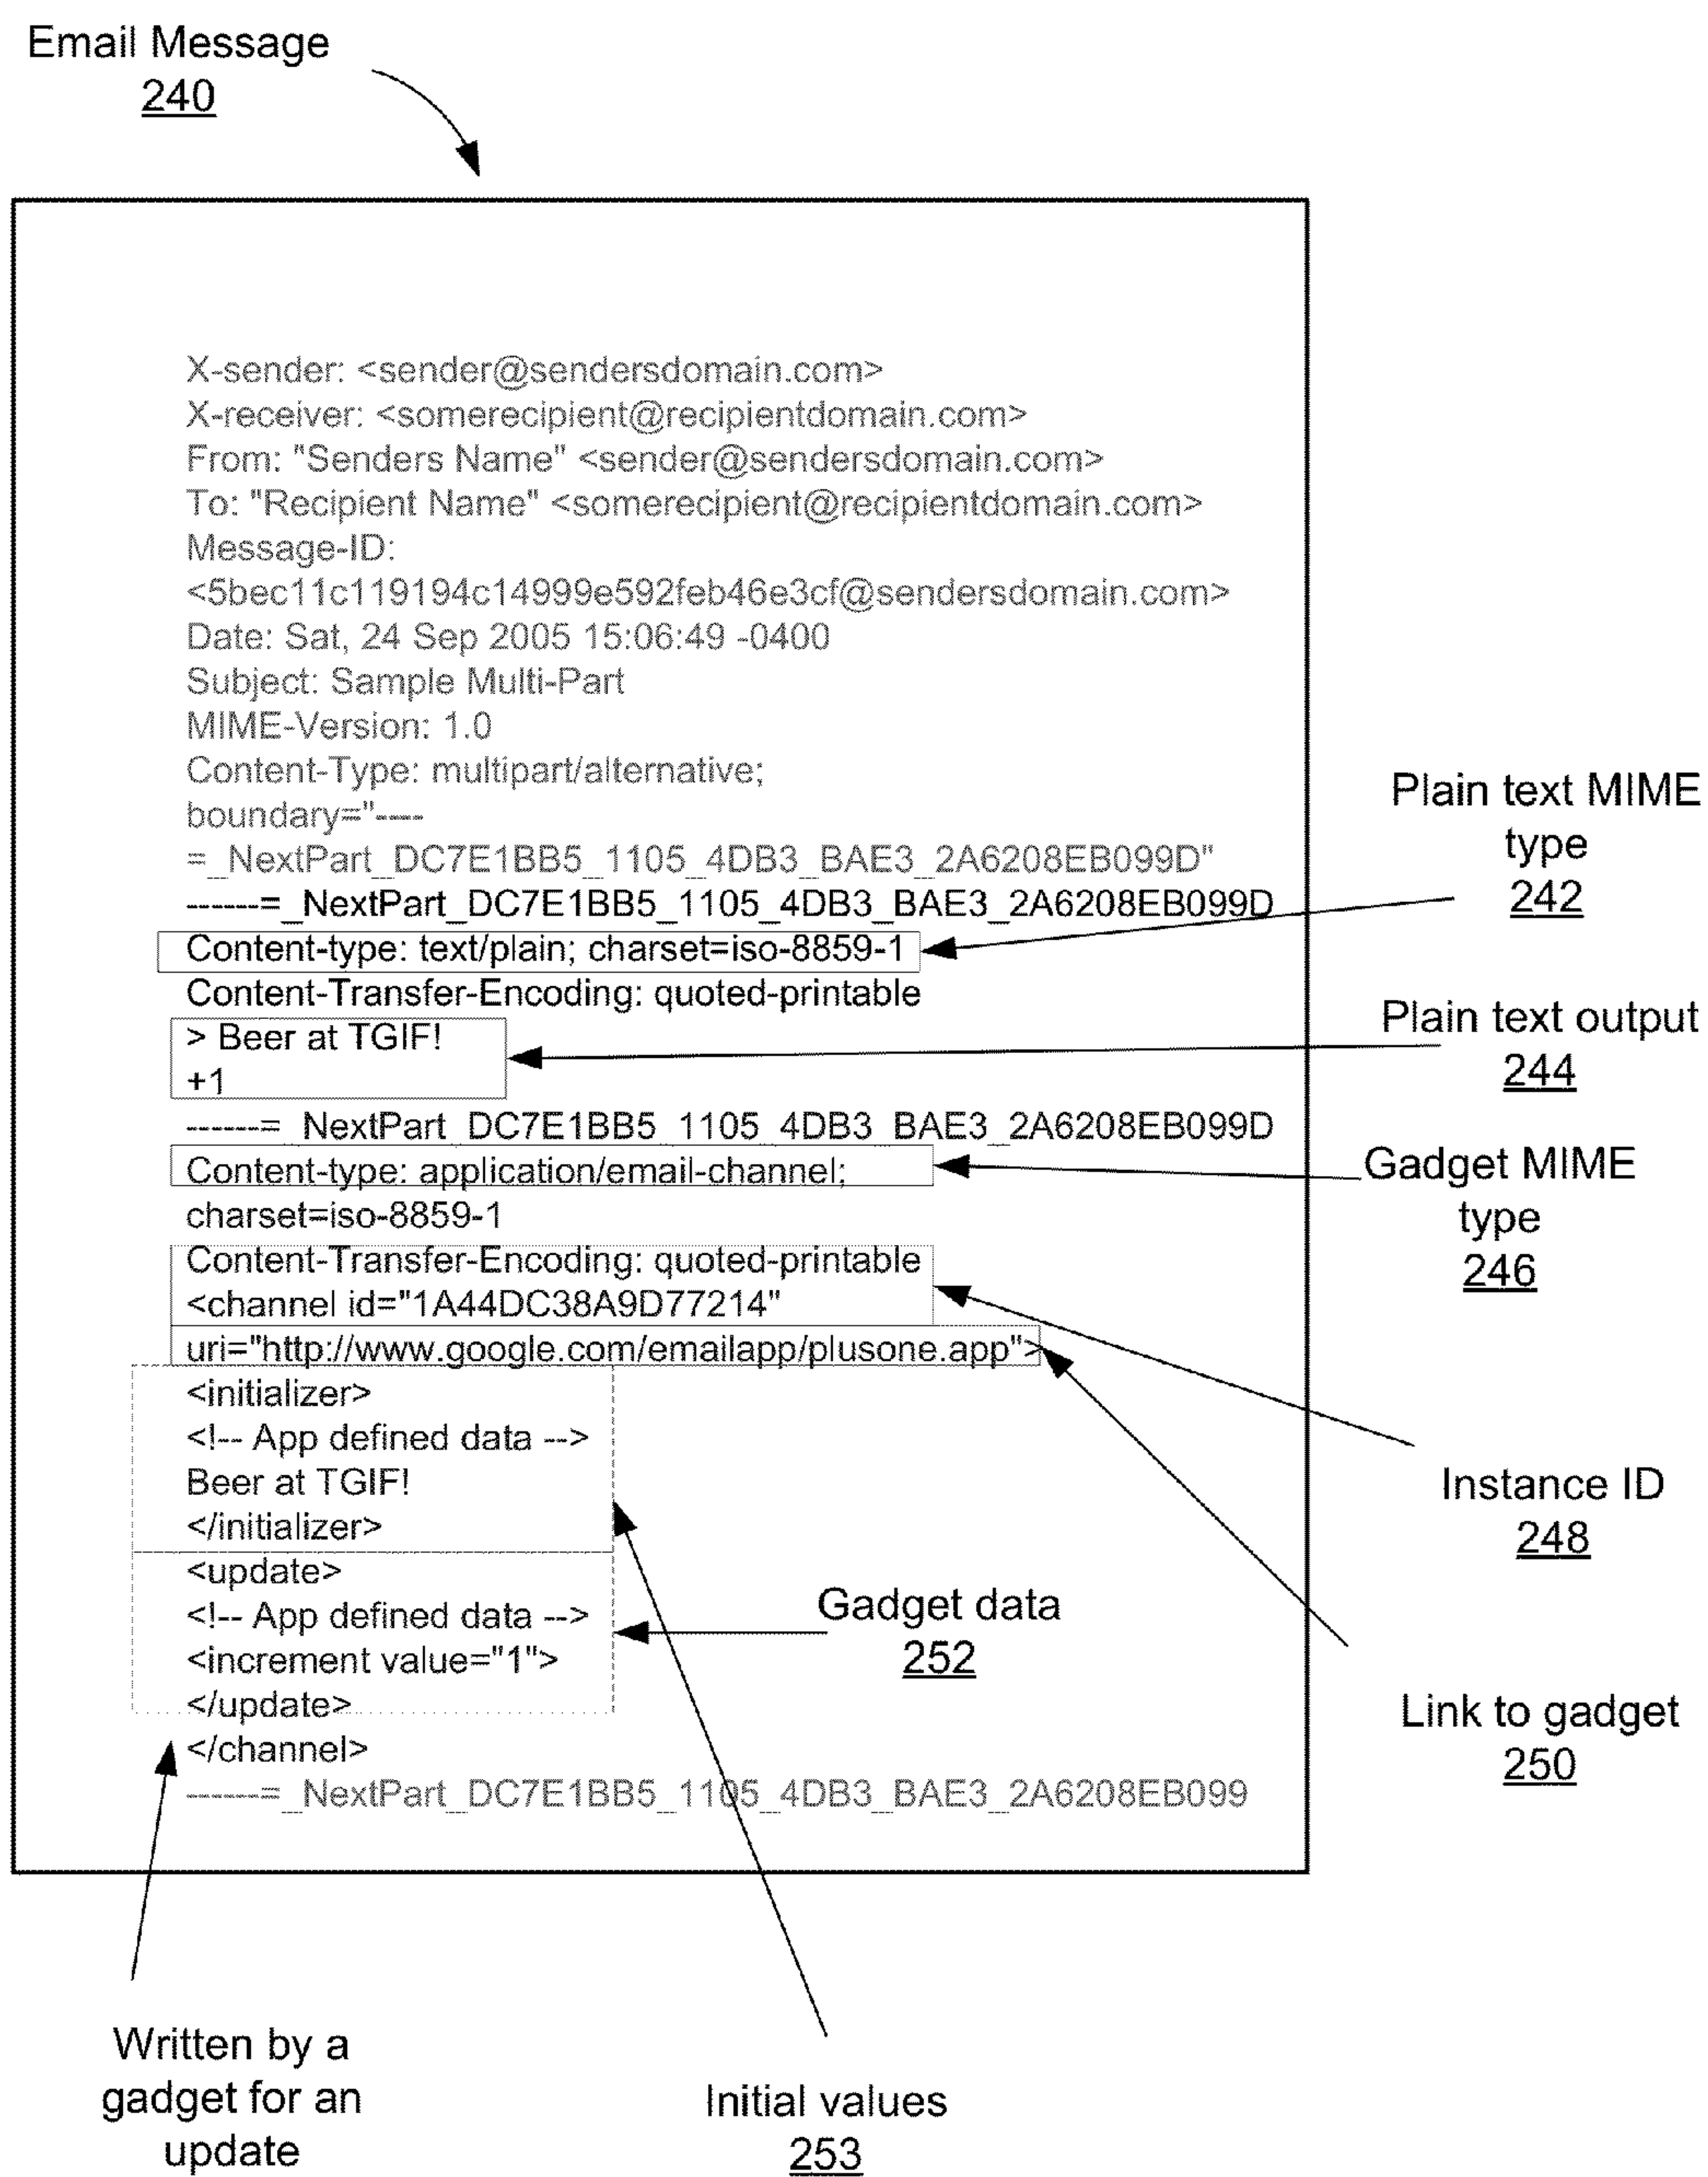 Email Message
240
X-sender: <sender@sendersdomain.com>
X-receiver: <somerecipient@recipientdomain.com>
From: "Senders Name" <sender@sendersdomain.com>
To: "Recipient Name" <somerecipient@recipientdomain.com>
Message-ID:
<5bec11c119194c14999e592feb46e3cf@sendersdomain.com>
Date: Sat, 24 Sep 2005 15:06:49 -0400
Subject: Sample Multi-Part
MIME-Version: 1.0
Content-Type: multipart/alternative;
boundary="----
=_NextPart_DC7E1BB5_1105_4DB3_BAE3_2A6208EB099D"
------=_NextPart_DC7E1BB5_1105_4DB3_BAE3_2A6208EB099D
Content-type: text/plain; charset=iso-8859-1
Content-Transfer-Encoding: quoted-printable
> Beer at TGIF!
+1
------=_NextPart_DC7E1BB5_1105_4DB3_BAE3_2A6208EB099D
Content-type: application/email-channel;
charset=iso-8859-1
Content-Transfer-Encoding: quoted-printable
<channel id="1A44DC38A9D77214"
uri="http://www.google.com/emailapp/plusone.app">
<initializer>
<!-- App defined data -->
Beer at TGIF!
</initializer>
<update>
<!-- App defined data -->
<increment value="1">
</update>
</channel>
------=_NextPart_DC7E1BB5_1105_4DB3_BAE3_2A6208EB099
Plain text MIME
type
242
Plain text output
244
Gadget MIME
type
246
Instance ID
248
Gadget data
252
Link to gadget
250
Written by a
gadget for an
update
Initial values
253